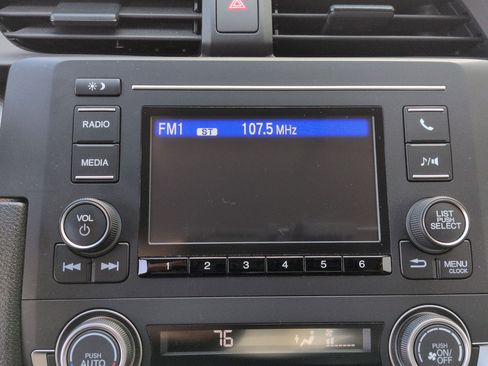 RADIO
MEDIA
VOL
FM1 ST 107.5 MHz
2 3 4 5 6
LIST
PUSH
SELECT
MENU
CLOCK
PUSH
AUTO
76
PUSH
ON/
OFF